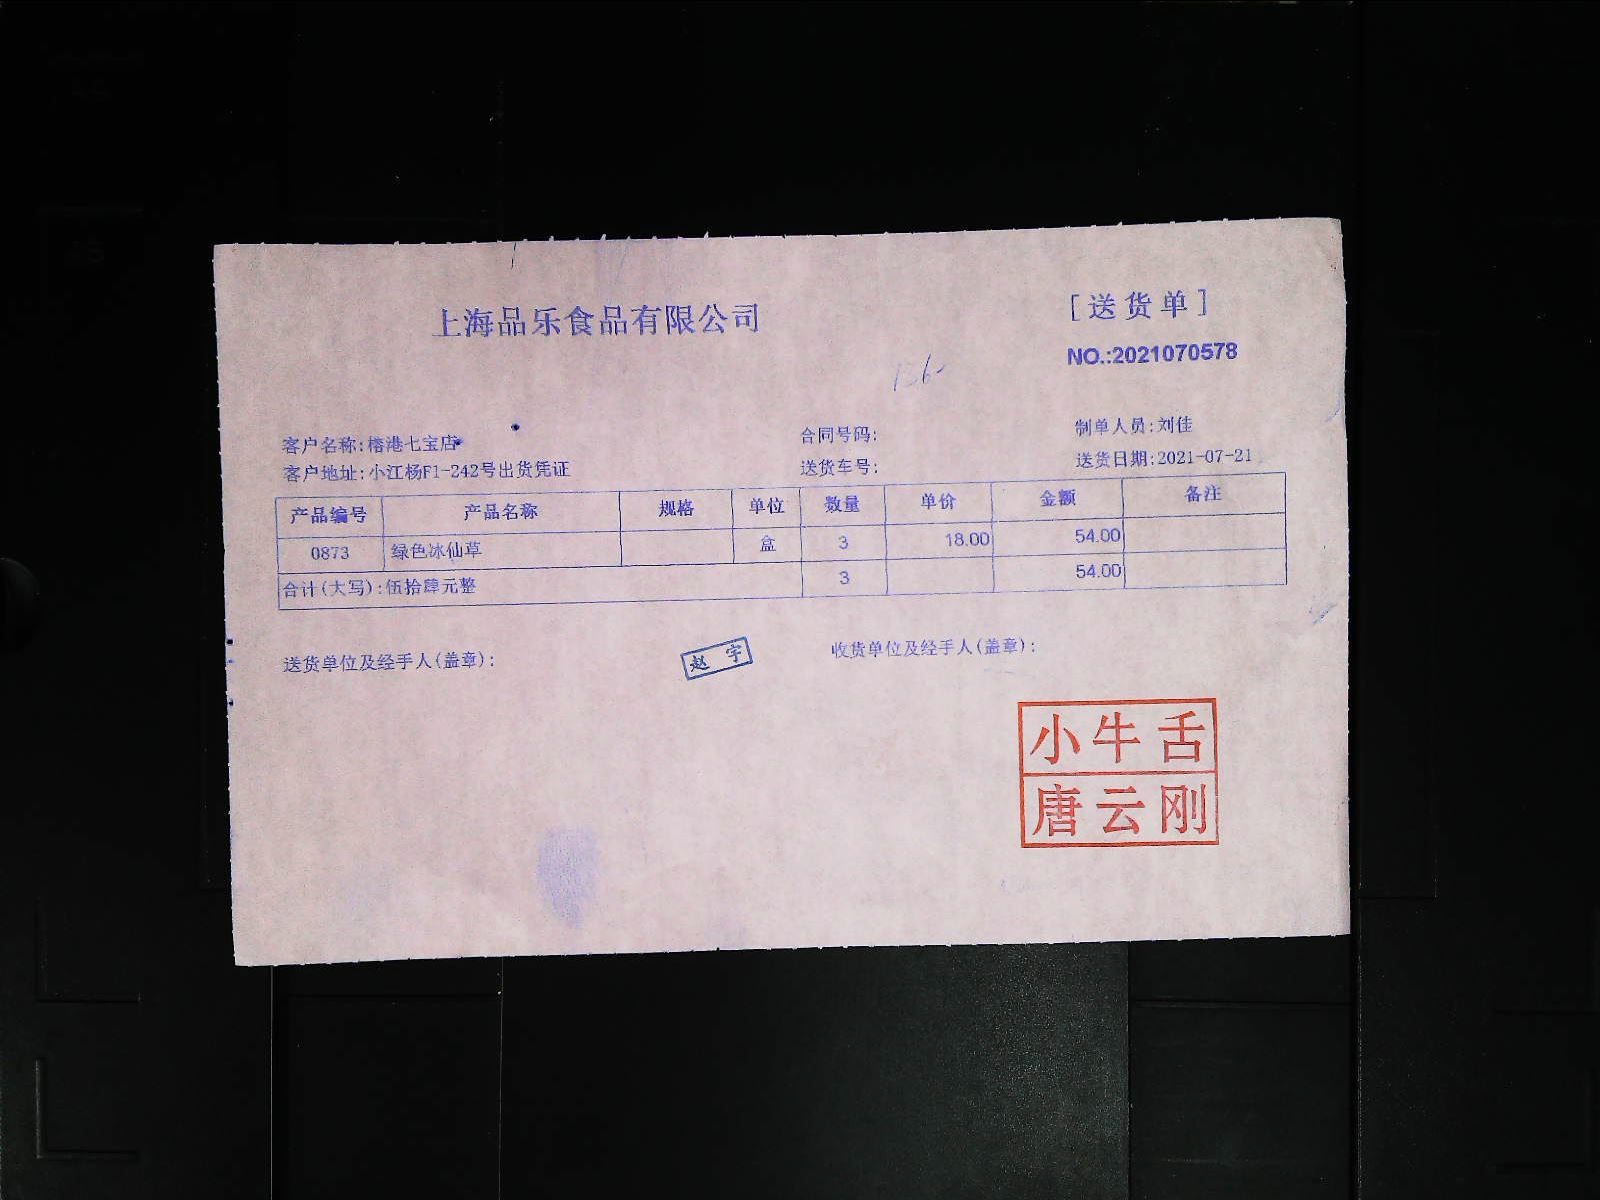 上海品乐食品有限公司
[送货单]
NO.:2021070578
客户名称:榕港七宝店
合同号码:
制单人员:刘佳
客户地址:小江杨F1-242号出货凭证
送货车号:
送货日期:2021-07-21
产品编号 产品名称 规格 单位 数量 单价 金额 备注
0873 绿色冰仙草 盒 3 18.00 54.00
合计(大写):伍拾肆元整 3 54.00
送货单位及经手人(盖章):
赵宇
收货单位及经手人(盖章):
小牛舌
唐云刚